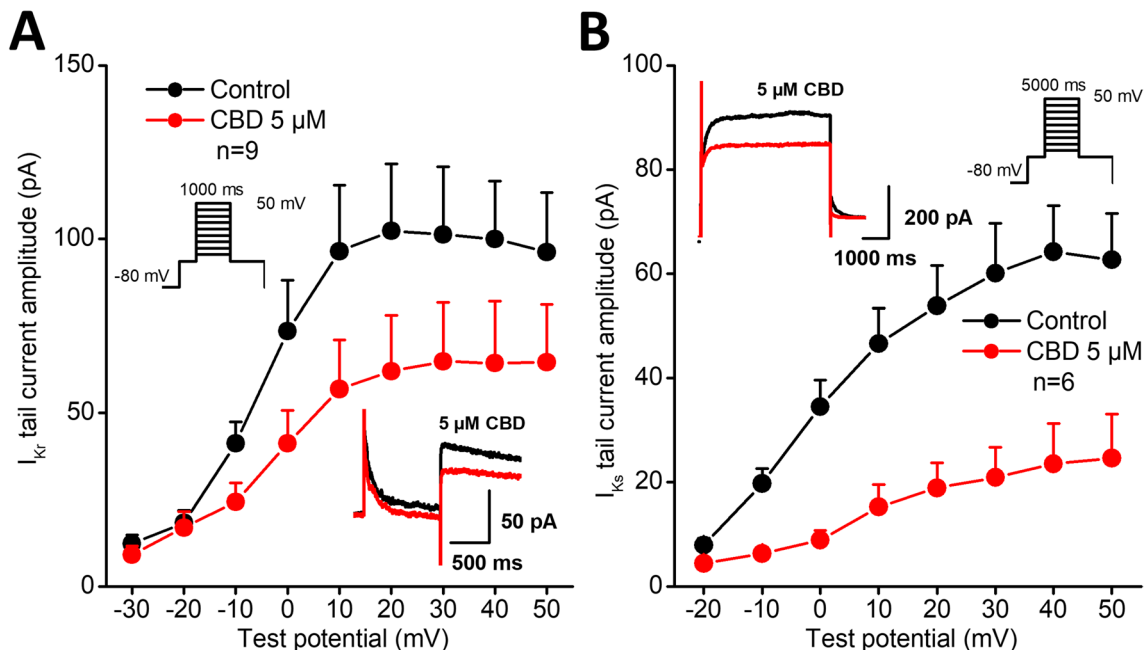 A
150
100
50
0
I_Kr tail current amplitude (pA)
Control
CBD 5 µM
n=9
1000 ms
50 mV
-80 mV
5 µM CBD
50 pA
500 ms
-30 -20 -10 0 10 20 30 40 50
Test potential (mV)
B
100
80
60
40
20
0
I_Ks tail current amplitude (pA)
5 µM CBD
200 pA
1000 ms
5000 ms
50 mV
-80 mV
Control
CBD 5 µM
n=6
-20 -10 0 10 20 30 40 50
Test potential (mV)